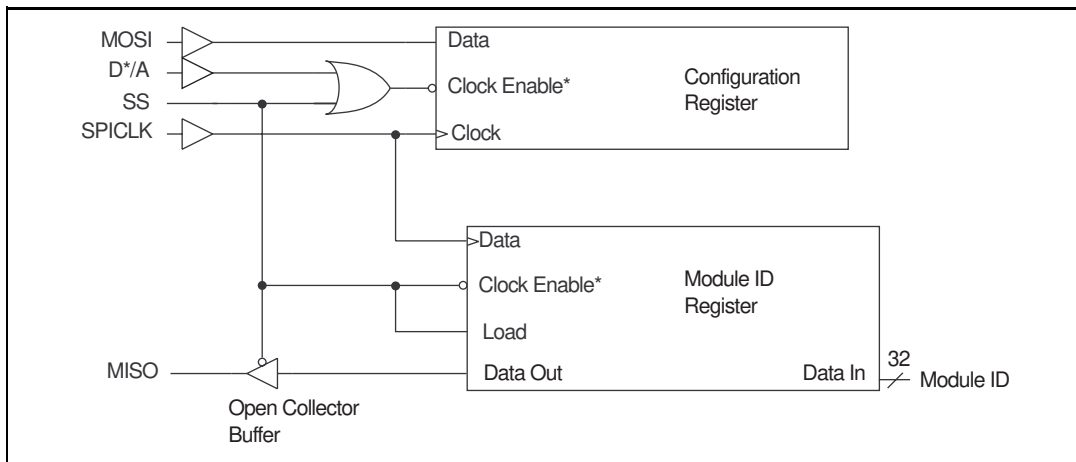 MOSI
D*/A
SS
SPICLK
Data
Clock Enable*
Clock
Configuration
Register
Data
Clock Enable*
Load
Data Out
Module ID
Register
Data In
32
Module ID
MISO
Open Collector
Buffer